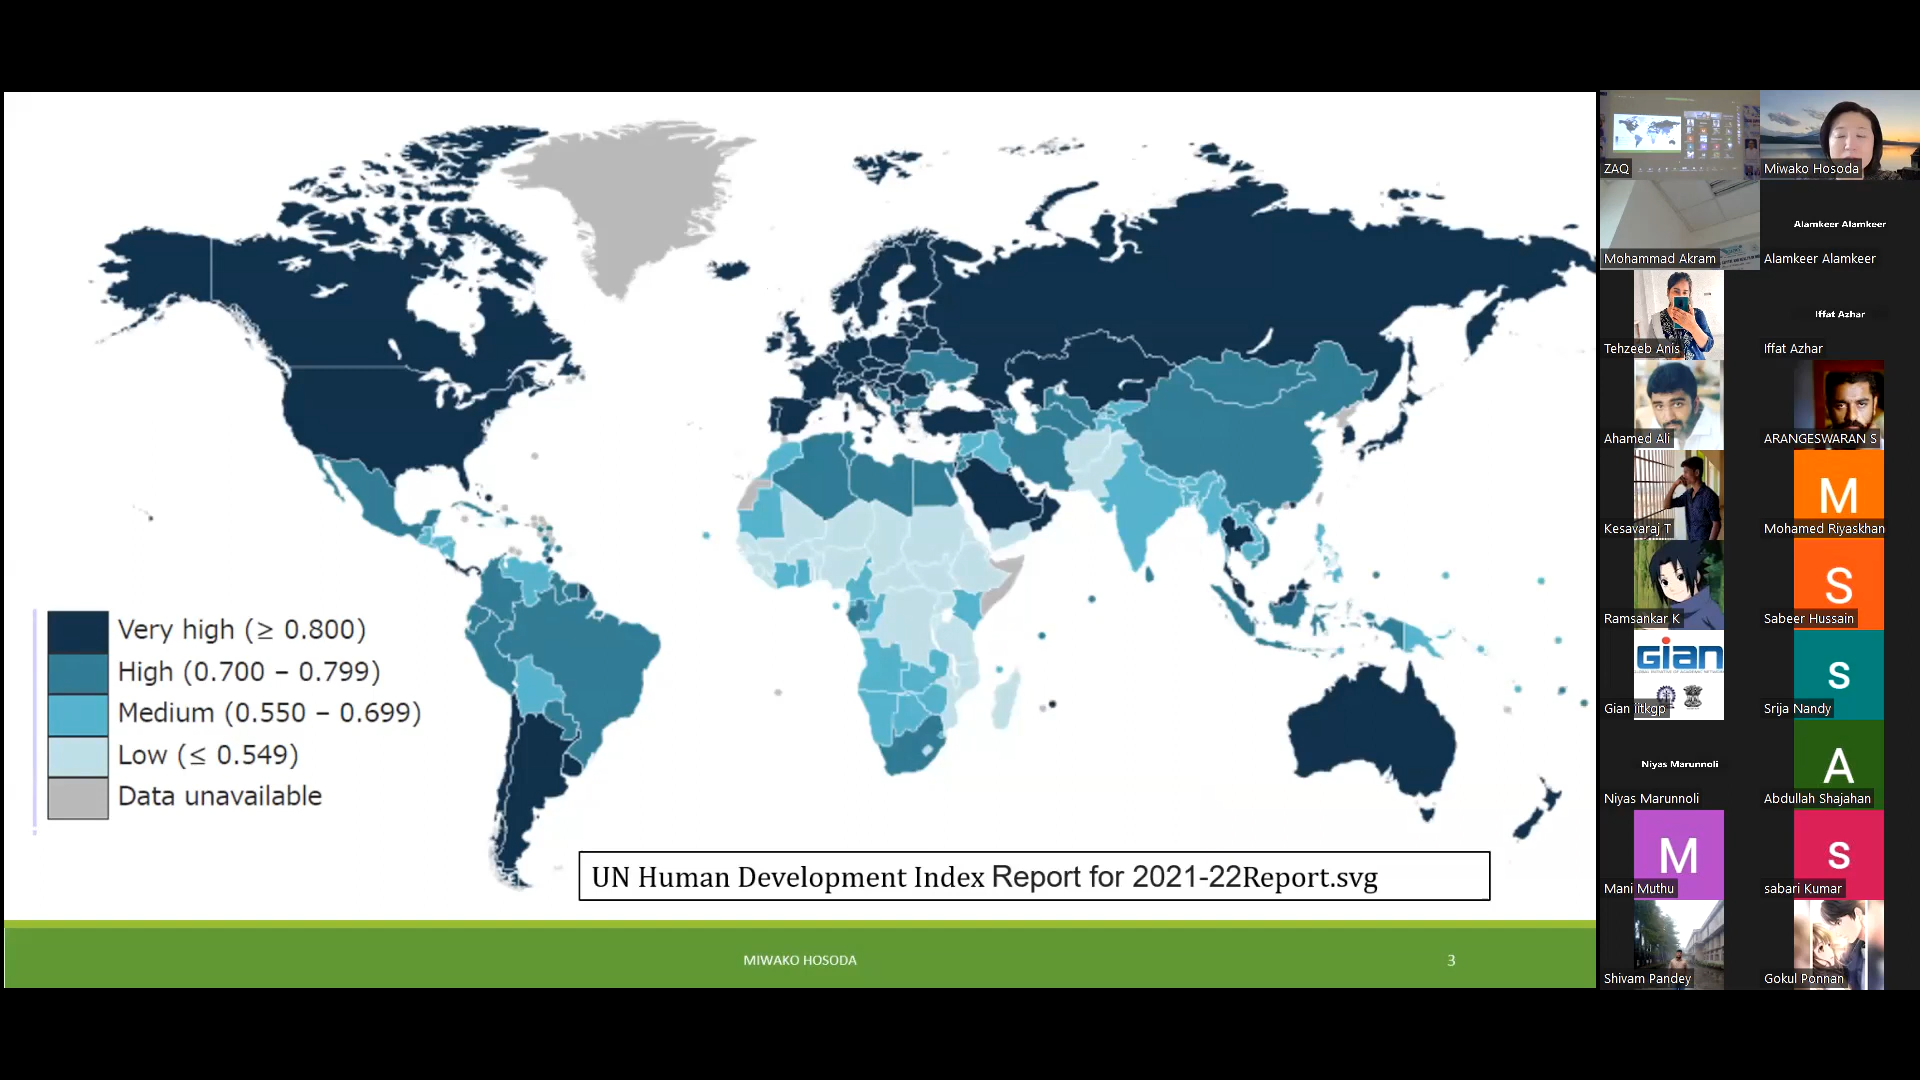 Very high (≥ 0.800)
High (0.700 – 0.799)
Medium (0.550 – 0.699)
Low (≤ 0.549)
Data unavailable
UN Human Development Index Report for 2021-22Report.svg
MIWAKO HOSODA
3
ZAQ
Miwako Hosoda
Mohammad Akram
Alamkeer Alamkeer
Alamkeer Alamkeer
Tehzeeb Anis
Iffat Azhar
Iffat Azhar
Ahamed Ali
ARANGESWARAN S
Kesavaraj T
M
Mohamed Riyaskhan
Ramsankar K
S
Sabeer Hussain
Gian
Gian iitkgp
s
Srija Nandy
Niyas Marunnoli
Niyas Marunnoli
A
Abdullah Shajahan
M
Mani Muthu
s
sabari Kumar
Shivam Pandey
Gokul Ponnan